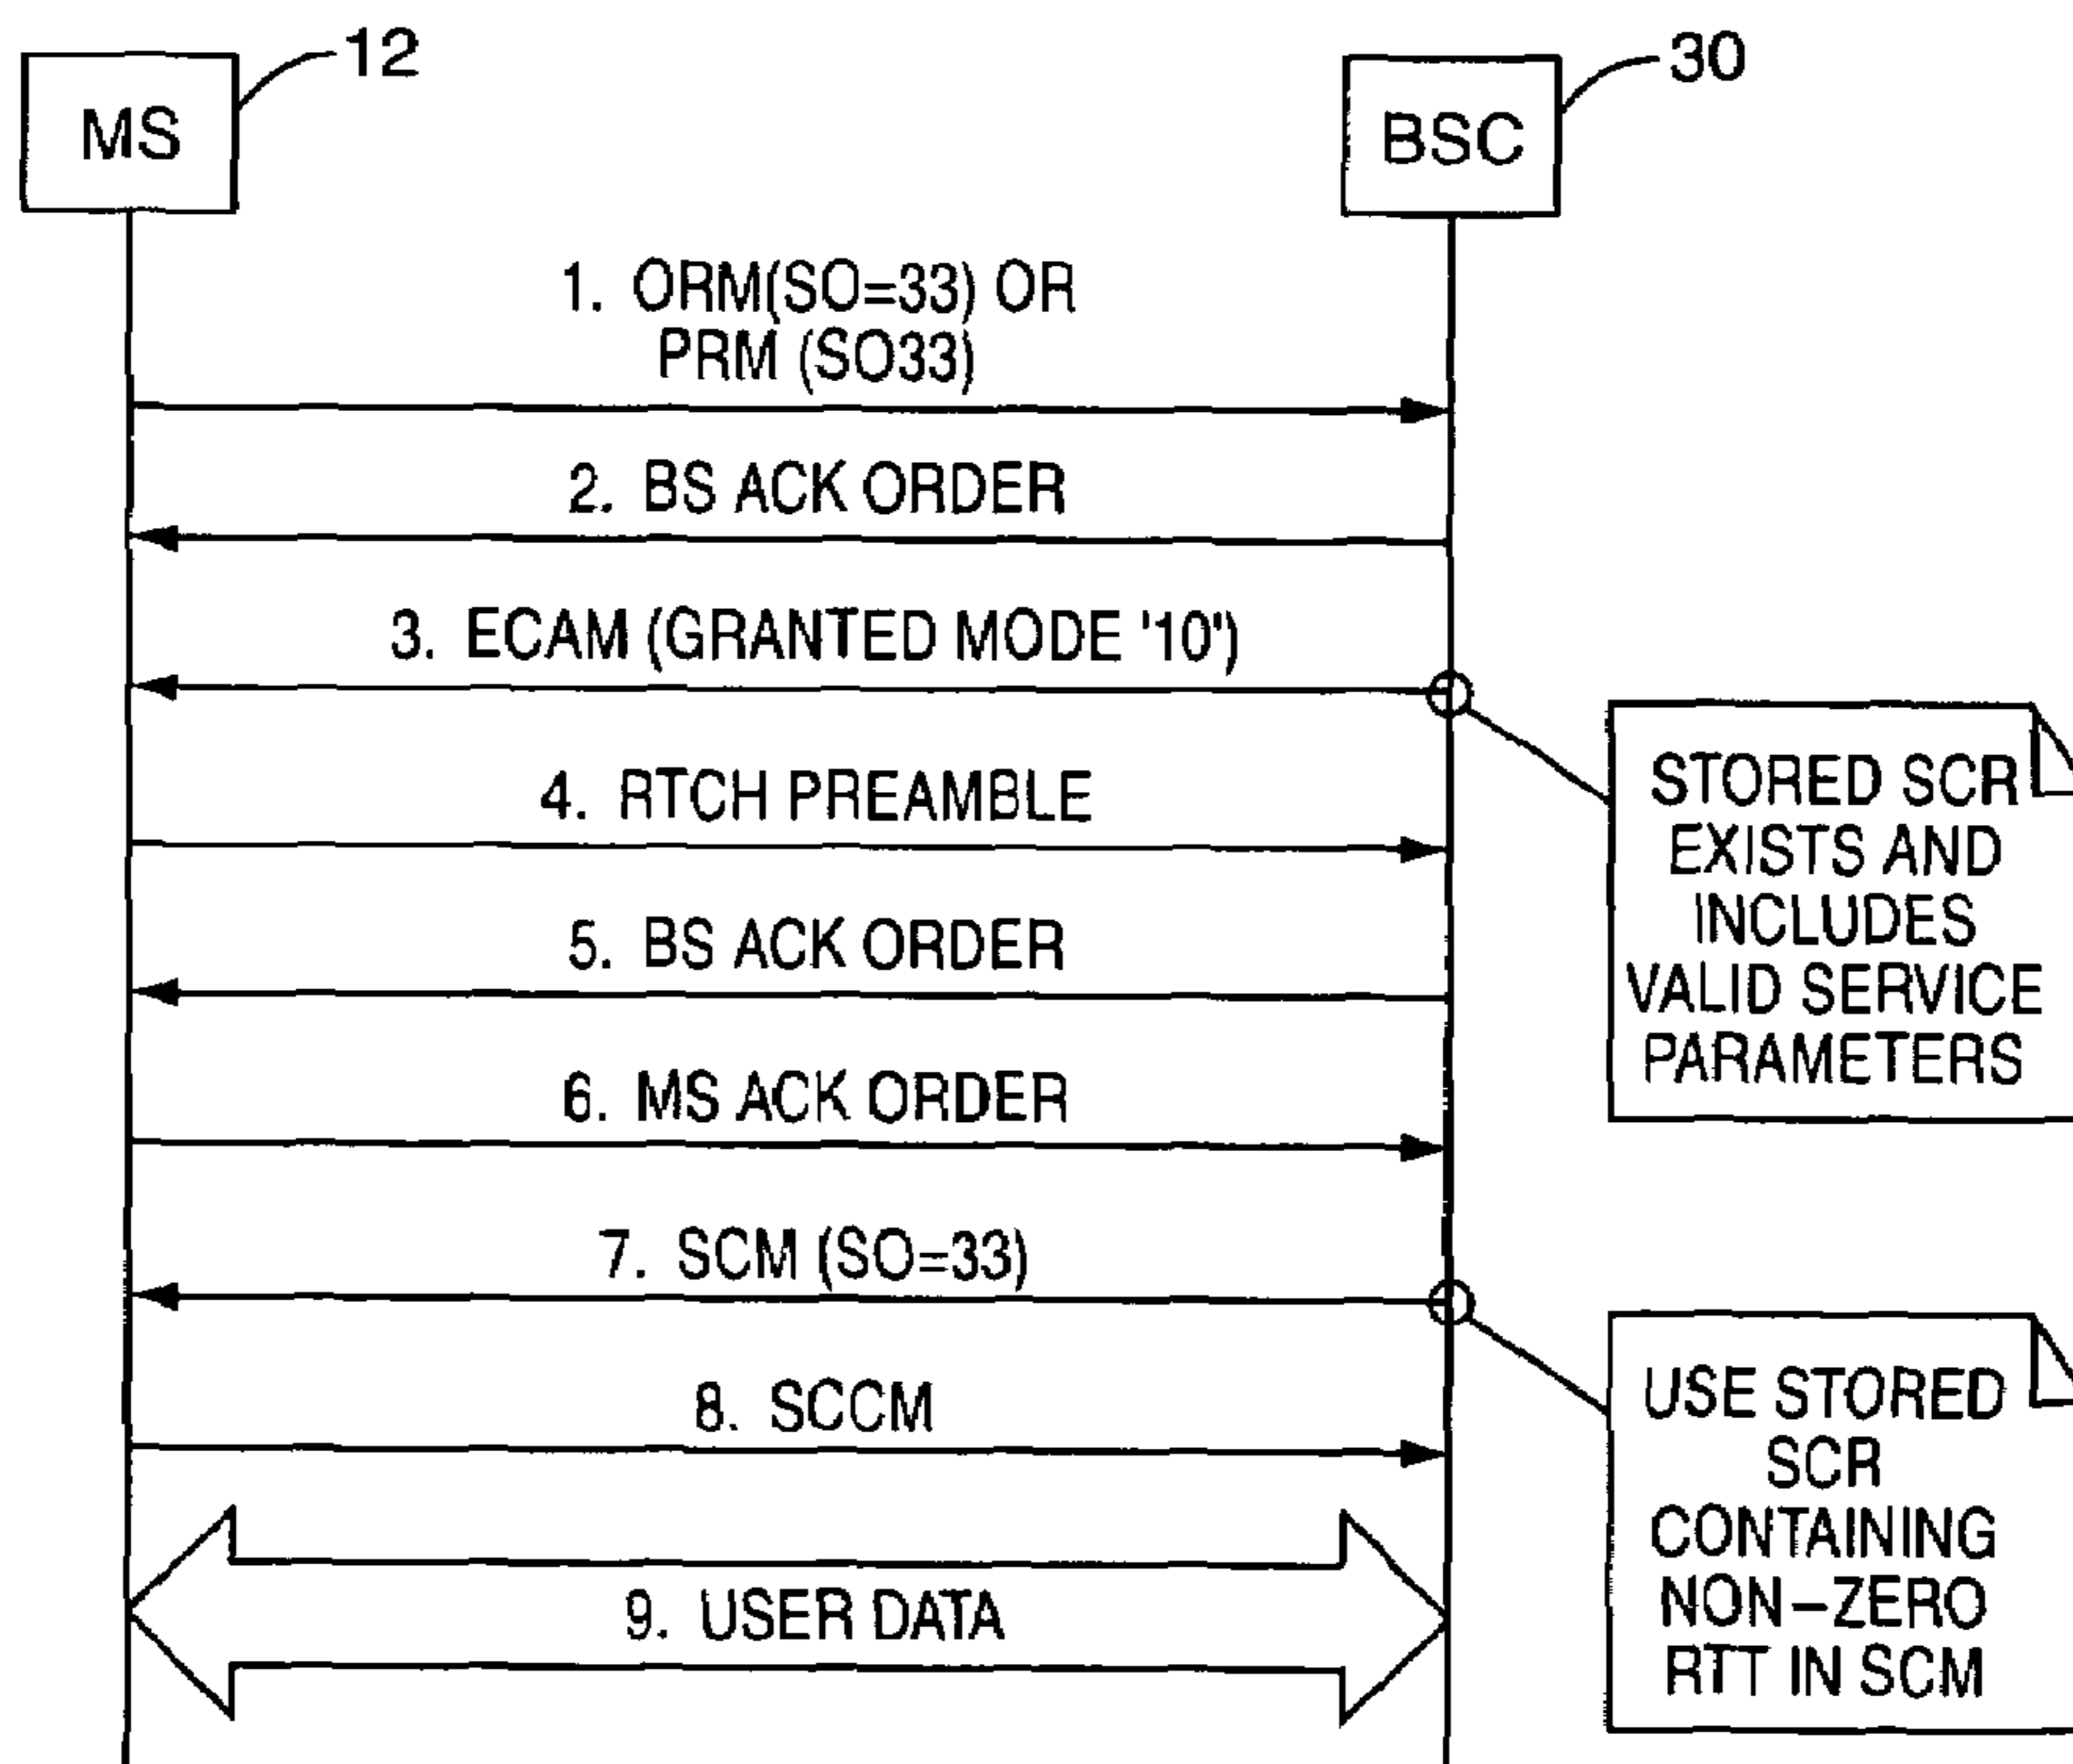 12
30
MS
BSC
1. ORM(SO=33) OR
PRM (SO33)
2. BS ACK ORDER
3. ECAM (GRANTED MODE '10')
STORED SCR
EXISTS AND
INCLUDES
VALID SERVICE
PARAMETERS
4. RTCH PREAMBLE
5. BS ACK ORDER
6. MS ACK ORDER
7. SCM (SO=33)
USE STORED
SCR
CONTAINING
NON-ZERO
RTT IN SCM
8. SCCM
9. USER DATA